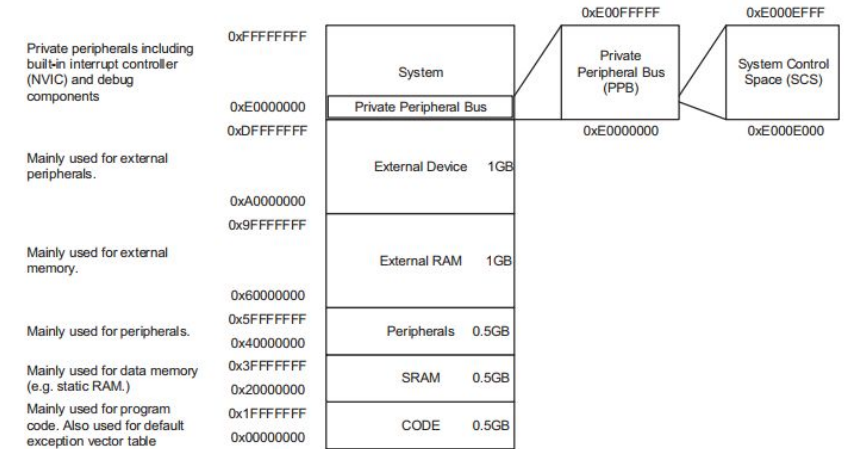 0xE00FFFFF
0xE000EFFF
Private peripherals including
built-in interrupt controller
(NVIC) and debug
components
0xFFFFFFFF
System
Private
Peripheral Bus
(PPB)
System Control
Space (SCS)
0xE0000000
Private Peripheral Bus
0xDFFFFFFF
0xE0000000
0xE000E000
Mainly used for external
peripherals.
External Device 1GB
0xA0000000
0x9FFFFFFF
Mainly used for external
memory.
External RAM 1GB
0x60000000
0x5FFFFFFF
Mainly used for peripherals.
Peripherals 0.5GB
0x40000000
0x3FFFFFFF
Mainly used for data memory
(e.g. static RAM.)
SRAM 0.5GB
0x20000000
Mainly used for program
code. Also used for default
exception vector table
0x1FFFFFFF
CODE 0.5GB
0x00000000